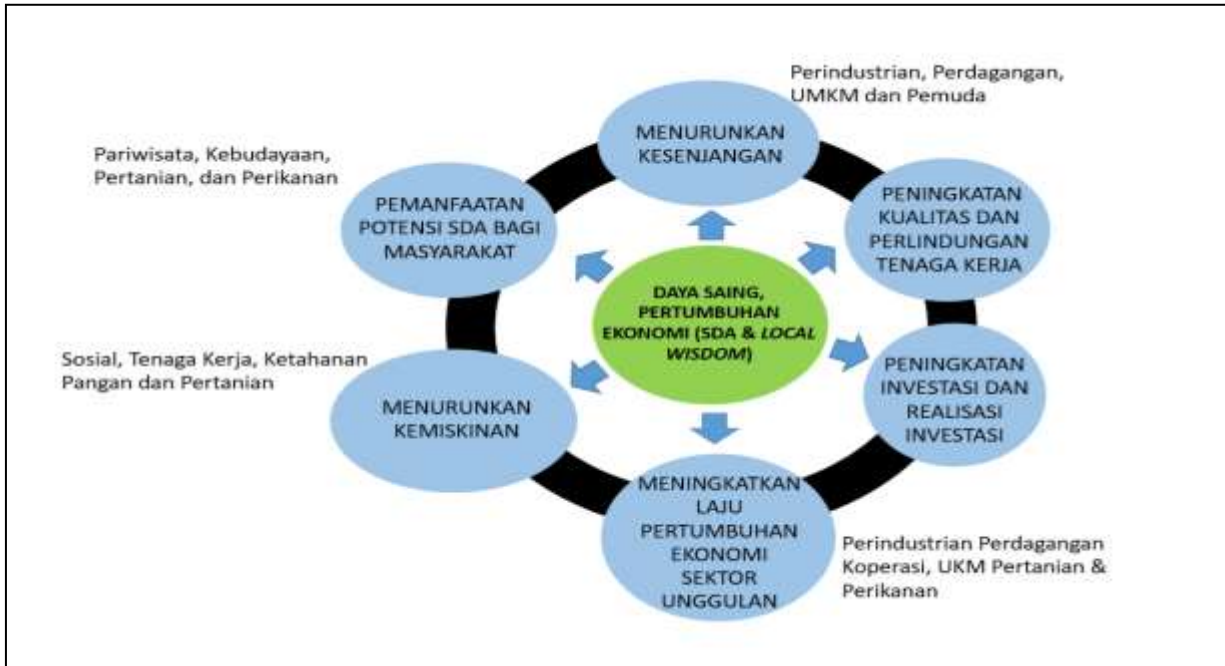 Perindustrian, Perdagangan,
UMKM dan Pemuda
MENURUNKAN
KESENJANGAN
Pariwisata, Kebudayaan,
Pertanian, dan Perikanan
PEMANFAATAN
POTENSI SDA BAGI
MASYARAKAT
PENINGKATAN
KUALITAS DAN
PERLINDUNGAN
TENAGA KERJA
DAYA SAING,
PERTUMBUHAN
EKONOMI (SDA & LOCAL
WISDOM)
Sosial, Tenaga Kerja, Ketahanan
Pangan dan Pertanian
MENURUNKAN
KEMISKINAN
PENINGKATAN
INVESTASI DAN
REALISASI
INVESTASI
MENINGKATKAN
LAJU
PERTUMBUHAN
EKONOMI
SEKTOR
UNGGULAN
Perindustrian Perdagangan
Koperasi, UKM Pertanian &
Perikanan